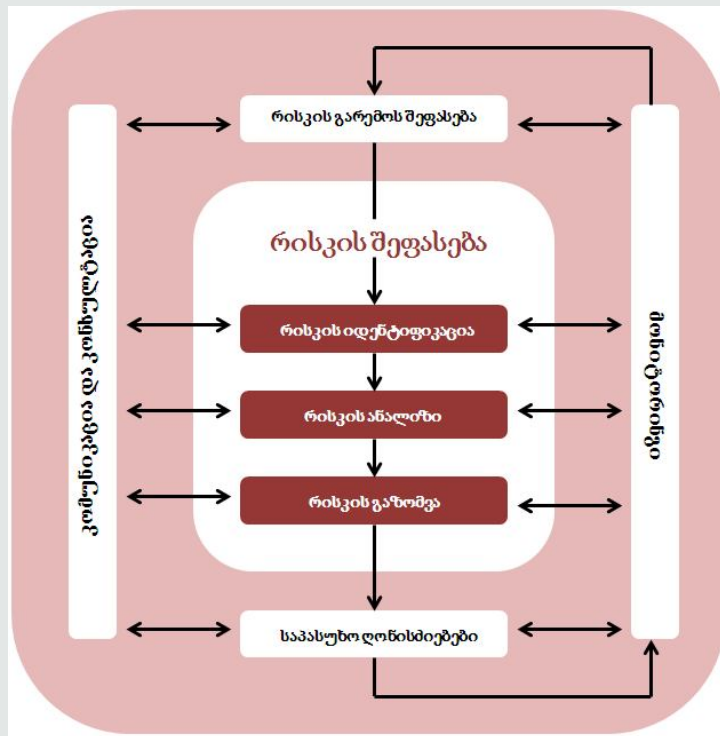 რისკის გარემოს შეფასება
რისკის შეფასება
რისკის იდენტიფიკაცია
რისკის ანალიზი
რისკის გაზომვა
საპასუხო ღონისძიებები
კომუნიკაცია და კონსულტაცია
მონიტორინგი